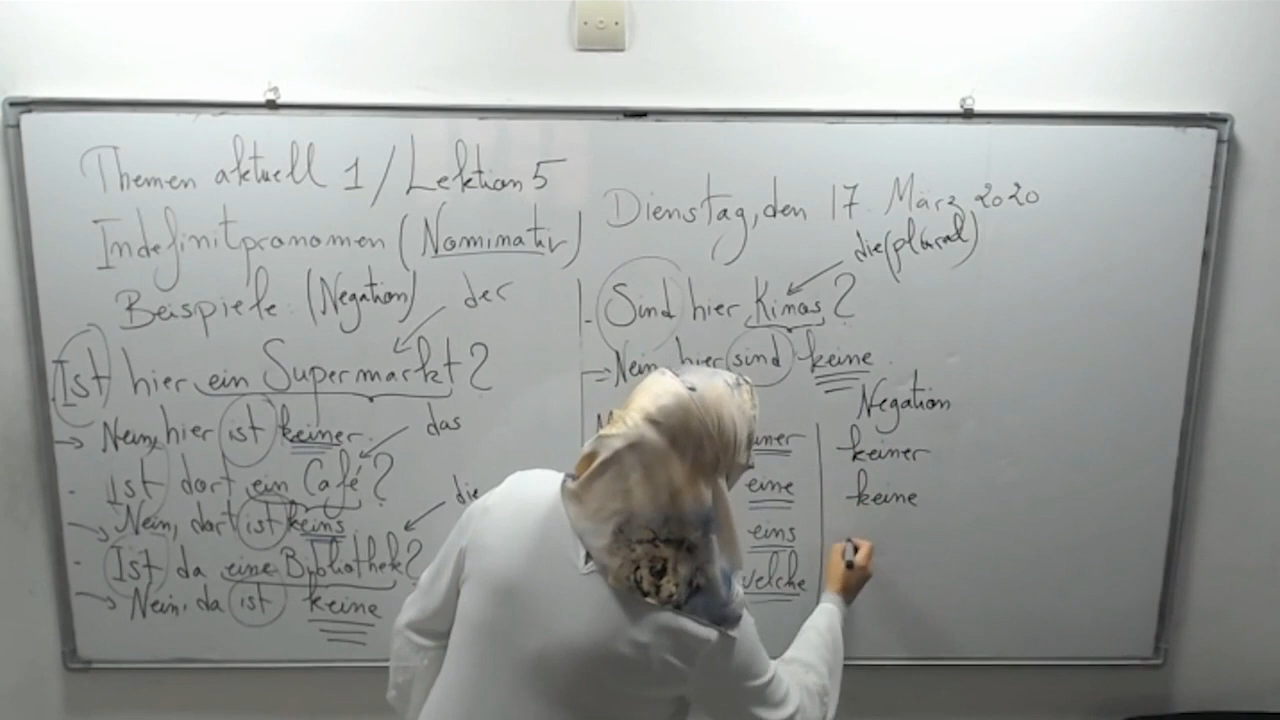 Themen aktuell 1 / Lektion 5
Indefinitpronomen (Nominativ)
Beispiele: (Negation)
der
Ist hier ein Supermarkt?
→ Nein, hier ist keiner.
das
- Ist dort ein Café?
→ Nein, dort ist keins
die
- Ist da eine Bibliothek?
→ Nein, da ist keine
Dienstag, den 17. März 2020
die (plural)
- Sind hier Kinos?
→ Nein hier sind keine.
Negation
einer keiner
eine keine
eins
welche